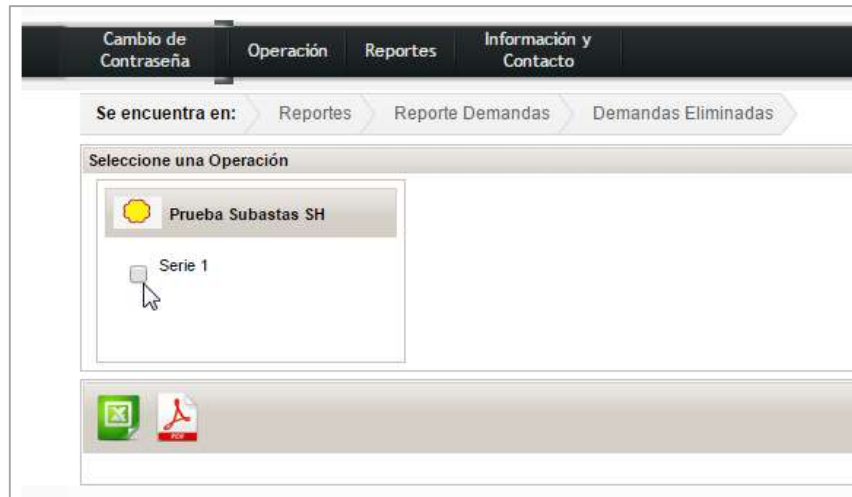 Cambio de
Contraseña
Operación
Reportes
Información y
Contacto
Se encuentra en:
Reportes
Reporte Demandas
Demandas Eliminadas
Seleccione una Operación
Prueba Subastas SH
Serie 1
PDF